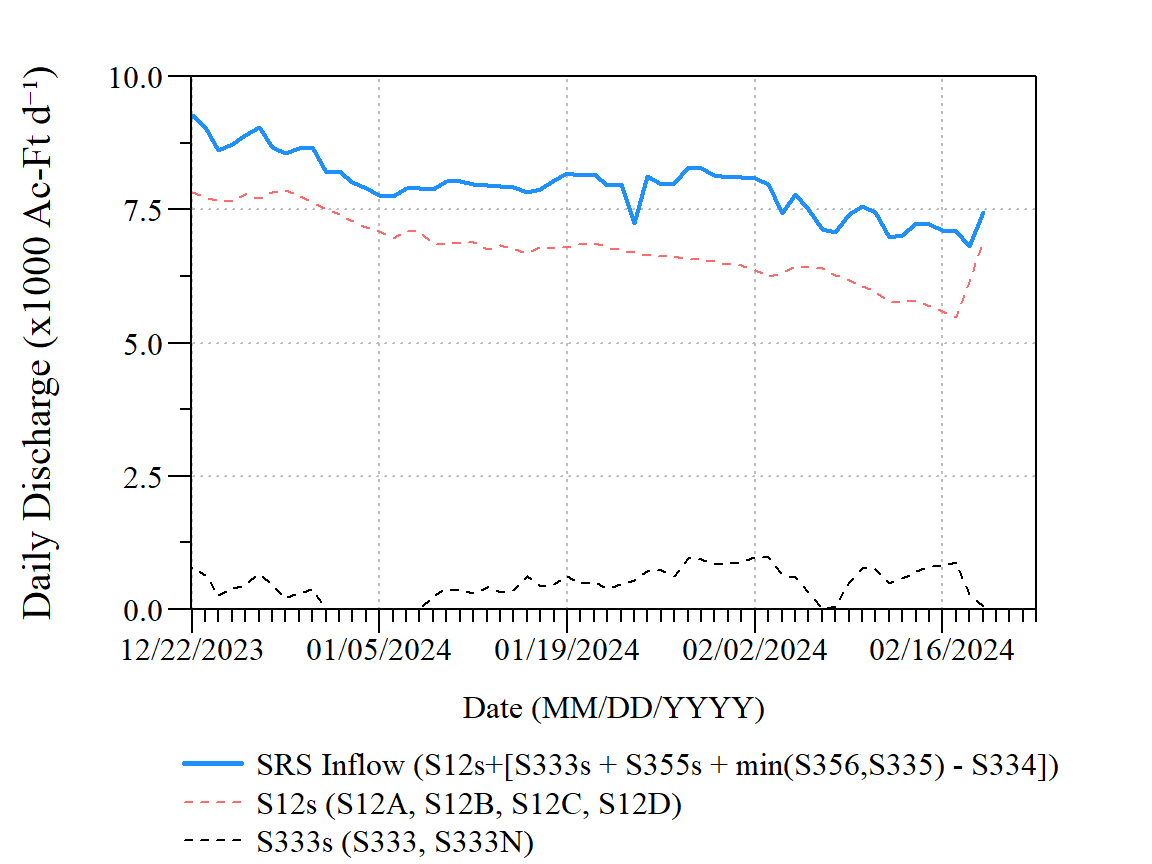 Daily Discharge (x1000 Ac-Ft d⁻¹)
10.0
7.5
5.0
2.5
0.0
12/22/2023 01/05/2024 01/19/2024 02/02/2024 02/16/2024
Date (MM/DD/YYYY)
SRS Inflow (S12s+[S333s + S355s + min(S356,S335) - S334])
S12s (S12A, S12B, S12C, S12D)
S333s (S333, S333N)